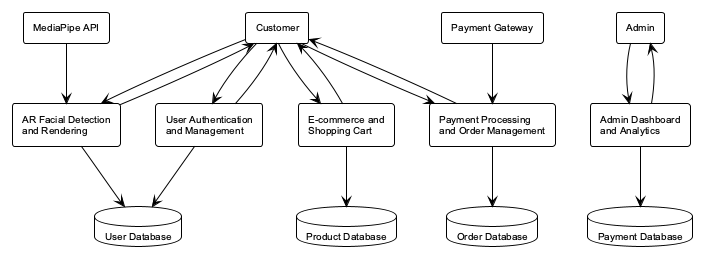 MediaPipe API
Customer
Payment Gateway
Admin
AR Facial Detection
and Rendering
User Authentication
and Management
E-commerce and
Shopping Cart
Payment Processing
and Order Management
Admin Dashboard
and Analytics
User Database
Product Database
Order Database
Payment Database